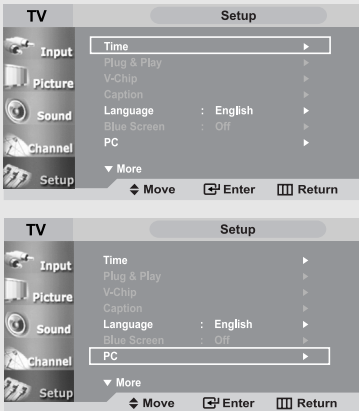 TV Setup
Input
Picture
Sound
Channel
Setup
Time ►
Plug & Play ►
V-Chip ►
Caption ►
Language : English ►
Blue Screen : Off ►
PC ►
▼ More
Move Enter Return
TV Setup
Input
Picture
Sound
Channel
Setup
Time ►
Plug & Play ►
V-Chip ►
Caption ►
Language : English ►
Blue Screen : Off ►
PC ►
▼ More
Move Enter Return